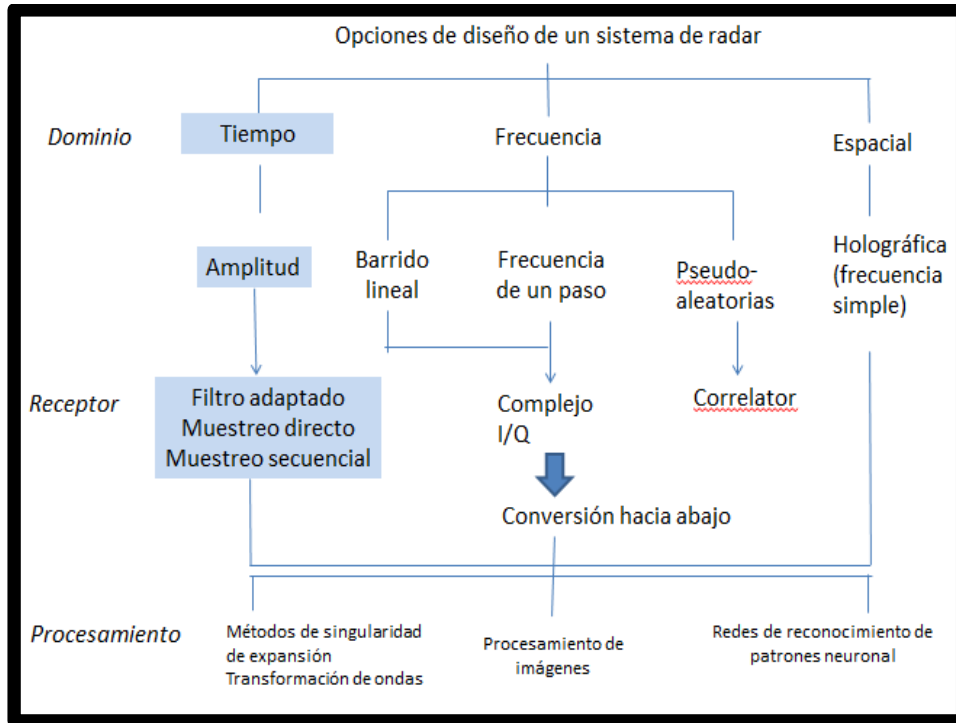 Opciones de diseño de un sistema de radar
Dominio
Tiempo
Frecuencia
Espacial
Amplitud
Barrido
lineal
Frecuencia
de un paso
Pseudo-
aleatorias
Holográfica
(frecuencia
simple)
Receptor
Filtro adaptado
Muestreo directo
Muestreo secuencial
Complejo
I/Q
Correlator
Conversión hacia abajo
Procesamiento
Métodos de singularidad
de expansión
Transformación de ondas
Procesamiento de
imágenes
Redes de reconocimiento de
patrones neuronal